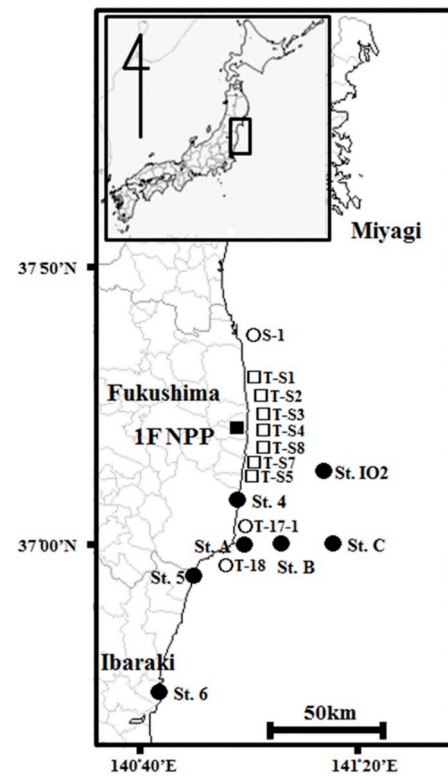 Miyagi
37˚50’N
S-1
T-S1
T-S2
Fukushima
T-S3
T-S4
1F NPP
T-S8
T-S7
St. IO2
T-S5
St. 4
T-17-1
37˚00’N
St. A
St. B
St. C
T-18
St. 5
Ibaraki
St. 6
50km
140˚40’E
141˚20’E